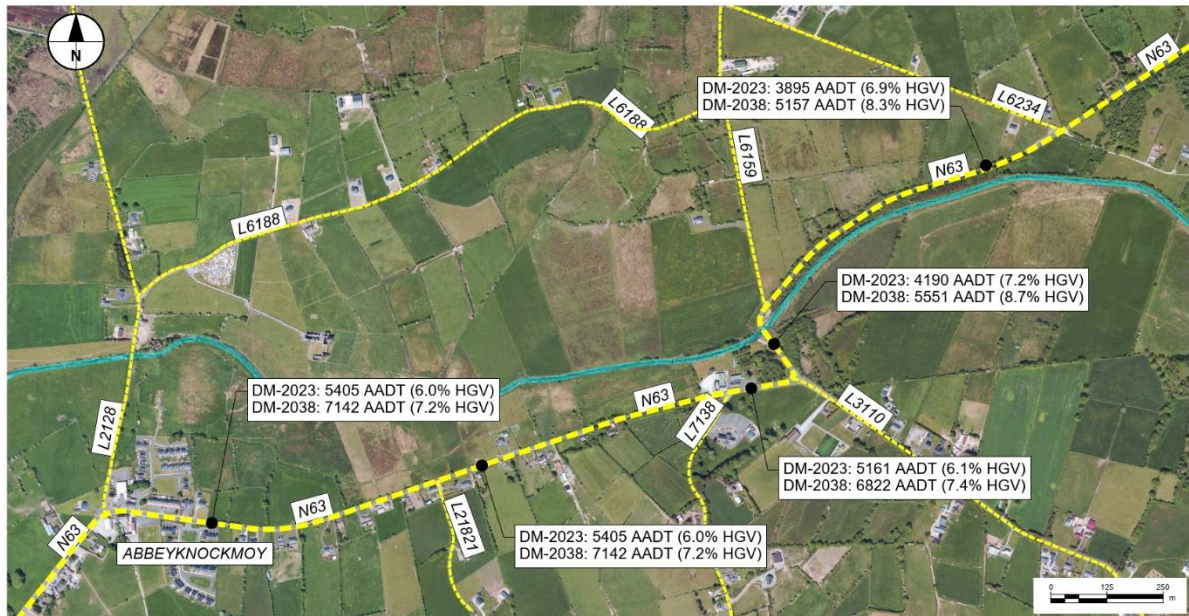 N
DM-2023: 3895 AADT (6.9% HGV)
DM-2038: 5157 AADT (8.3% HGV)
N63
L6234
L6188
L6159
N63
L6188
DM-2023: 4190 AADT (7.2% HGV)
DM-2038: 5551 AADT (8.7% HGV)
DM-2023: 5405 AADT (6.0% HGV)
DM-2038: 7142 AADT (7.2% HGV)
N63
L7138
L3110
L2128
DM-2023: 5161 AADT (6.1% HGV)
DM-2038: 6822 AADT (7.4% HGV)
N63
L21821
DM-2023: 5405 AADT (6.0% HGV)
DM-2038: 7142 AADT (7.2% HGV)
N63
ABBEYKNOCKMOY
0 125 250
m